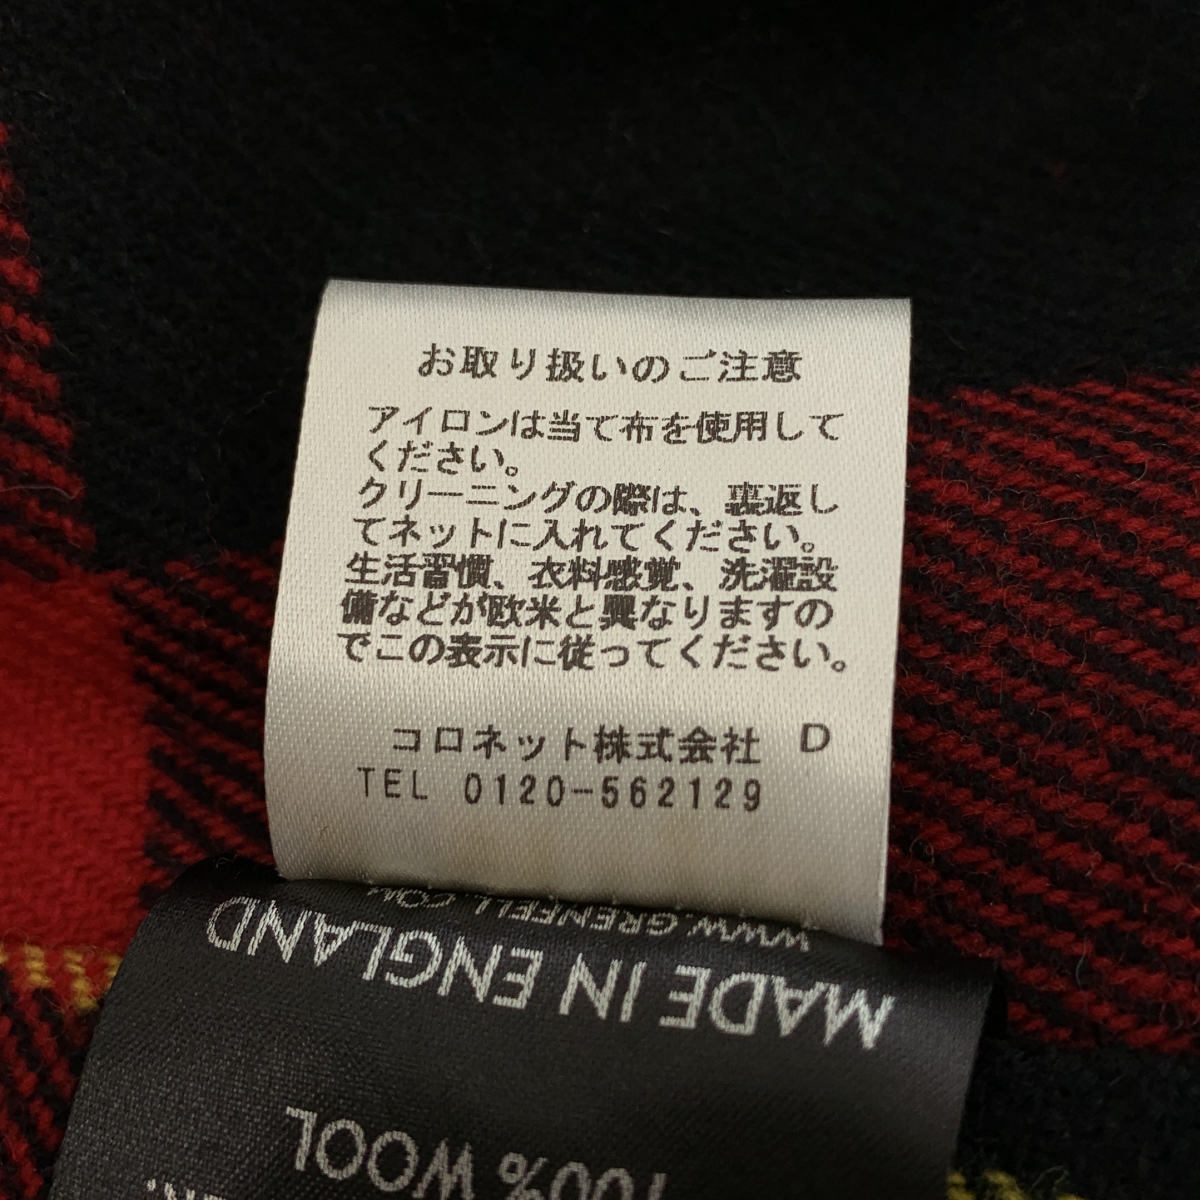 お取り扱いのご注意
アイロンは当て布を使用して
ください。
クリーニングの際は、裏返し
てネットに入れてください。
生活習慣、衣料感覚、洗濯設
備などが欧米と異なりますの
でこの表示に従ってください。
コロネット株式会社 D
TEL 0120-562129
WWW.GRENFELL.COM
MADE IN ENGLAND
100% WOOL